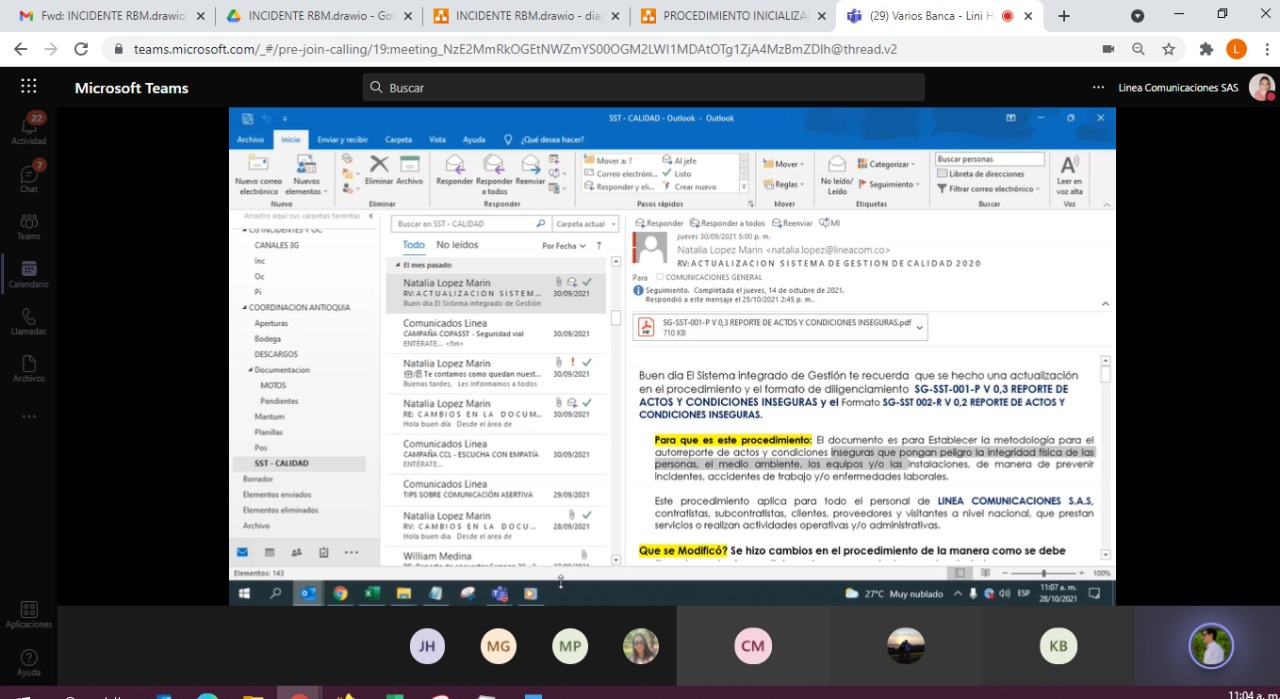 Fwd: INCIDENTE RBM.drawio
INCIDENTE RBM.drawio - Goo
INCIDENTE RBM.drawio - dia
PROCEDIMIENTO INICIALIZA
(29) Varios Banca - Lini H
teams.microsoft.com/_#/pre-join-calling/19:meeting_NzE2MmRkOGEtNWZmYS00OGM2LWI1MDAtOTg1ZjA4MzBmZDlh@thread.v2
L
Microsoft Teams
Buscar
Linea Comunicaciones SAS
22
Actividad
7
Chat
Teams
Calendario
Llamadas
Archivos
Aplicaciones
Ayuda
SST - CALIDAD - Outlook - Outlook
Archivo Inicio Enviar y recibir Carpeta Vista Ayuda ¿Qué desea hacer?
Nuevo correo electrónico
Nuevos elementos
Nuevo
Eliminar Archivo
Eliminar
Responder Responder a todos Reenviar
Responder
Mover a: ? Al jefe
Correo electróni... Listo
Responder y eli... Crear nuevo
Pasos rápidos
Mover
Reglas
Mover
No leído/ Leído
Categorizar
Seguimiento
Etiquetas
Buscar personas
Libreta de direcciones
Filtrar correo electrónico
Buscar
Leer en voz alta
Voz
Arrastre aquí sus carpetas favoritas
CG INCIDENTES Y OC
CANALES 3G
Inc
Oc
Pi
COORDINACION ANTIOQUIA
Aperturas
Bodega
DESCARGOS
Documentacion
MOTOS
Pendientes
Mantum
Planillas
Pos
SST - CALIDAD
Borrador
Elementos enviados
Elementos eliminados
Archivo
Buscar en SST - CALIDAD
Carpeta actual
Todo No leídos Por Fecha
El mes pasado
Natalia Lopez Marin
RV: ACTUALIZACION SISTEM... 30/09/2021
Buen día El Sistema integrado de Gestión
Comunicados Linea
CAMPAÑA COPASST - Seguridad vial 30/09/2021
ENTÉRATE... <fin>
Natalia Lopez Marin
Te contamos como quedan nuest... 30/09/2021
Buenas tardes, Les informamos a todos
Natalia Lopez Marin
RE: CAMBIOS EN LA DOCUM... 30/09/2021
Hola buen día Desde el área de
Comunicados Linea
CAMPAÑA CCL - ESCUCHA CON EMPATÍA 30/09/2021
ENTÉRATE...
Comunicados Linea
TIPS SOBRE COMUNICACIÓN ASERTIVA 29/09/2021
Natalia Lopez Marin
RV: CAMBIOS EN LA DOCU... 28/09/2021
Hola buen día Desde el area de
William Medina
Responder Responder a todos Reenviar MI
jueves 30/09/2021 5:00 p. m.
Natalia Lopez Marin <natalia.lopez@lineacom.co>
RV: ACTUALIZACION SISTEMA DE GESTION DE CALIDAD 2020
Para COMUNICACIONES GENERAL
Seguimiento. Completada el jueves, 14 de octubre de 2021.
Respondió a este mensaje el 25/10/2021 2:45 p. m..
SG-SST-001-P V 0,3 REPORTE DE ACTOS Y CONDICIONES INSEGURAS.pdf
710 KB
Buen dia El Sistema integrado de Gestión te recuerda que se hecho una actualización
en el procedimiento y el formato de diligenciamiento SG-SST-001-P V 0,3 REPORTE DE
ACTOS Y CONDICIONES INSEGURAS y el Formato SG-SST 002-R V 0,2 REPORTE DE ACTOS Y
CONDICIONES INSEGURAS.
Para que es este procedimiento: El documento es para Establecer la metodología para el
autorreporte de actos y condiciones inseguras que pongan peligro la integridad física de las
personas, el medio ambiente, los equipos y/o las instalaciones, de manera de prevenir
incidentes, accidentes de trabajo y/o enfermedades laborales.
Este procedimiento aplica para todo el personal de LINEA COMUNICACIONES S.A.S,
contratistas, subcontratistas, clientes, proveedores y visitantes a nivel nacional, que prestan
servicios o realizan actividades operativas y/o administrativas.
Que se Modificó? Se hizo cambios en el procedimiento de la manera como se debe
Elementos: 143
100%
27°C Muy nublado
ESP
11:07 a. m.
28/10/2021
JH
MG
MP
CM
KB
11:04 a. m.